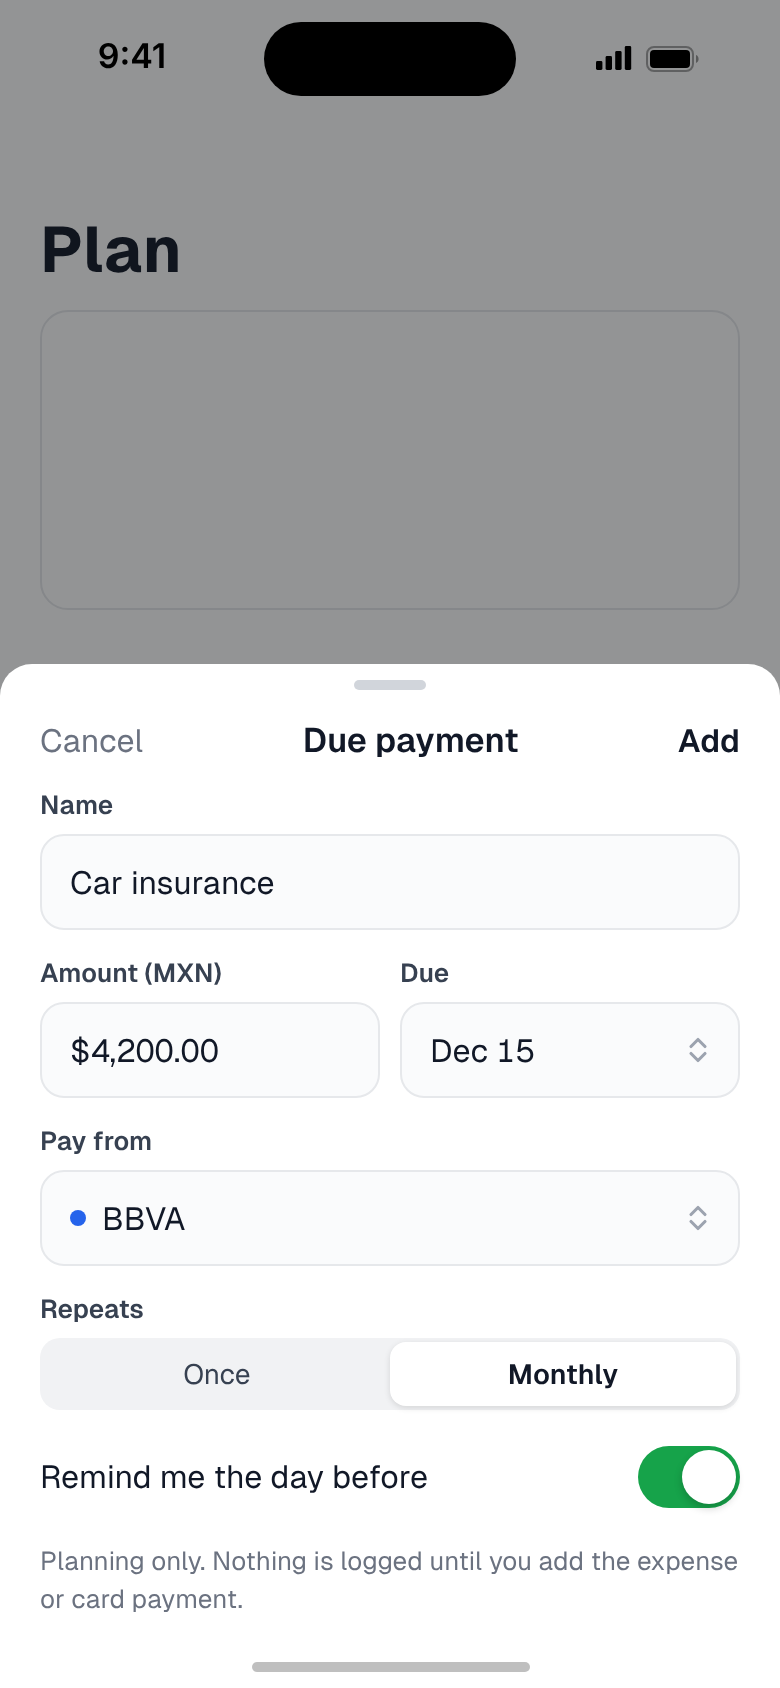 9:41
Plan
Cancel
Due payment
Add
Name
Car insurance
Amount (MXN)
Due
$4,200.00
Dec 15
Pay from
BBVA
Repeats
Once
Monthly
Remind me the day before
Planning only. Nothing is logged until you add the expense
or card payment.